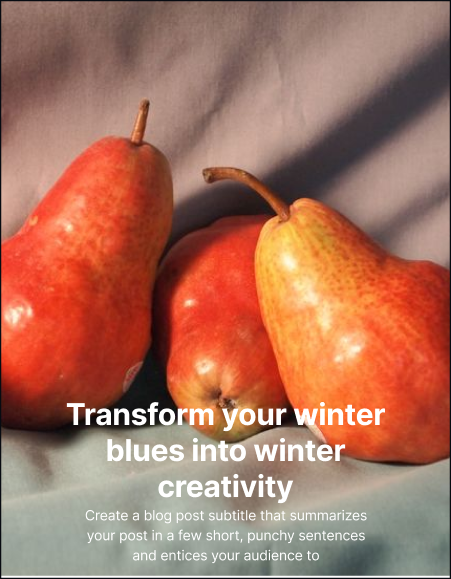 Transform your winter
blues into winter
creativity
Create a blog post subtitle that summarizes
your post in a few short, punchy sentences
and entices your audience to